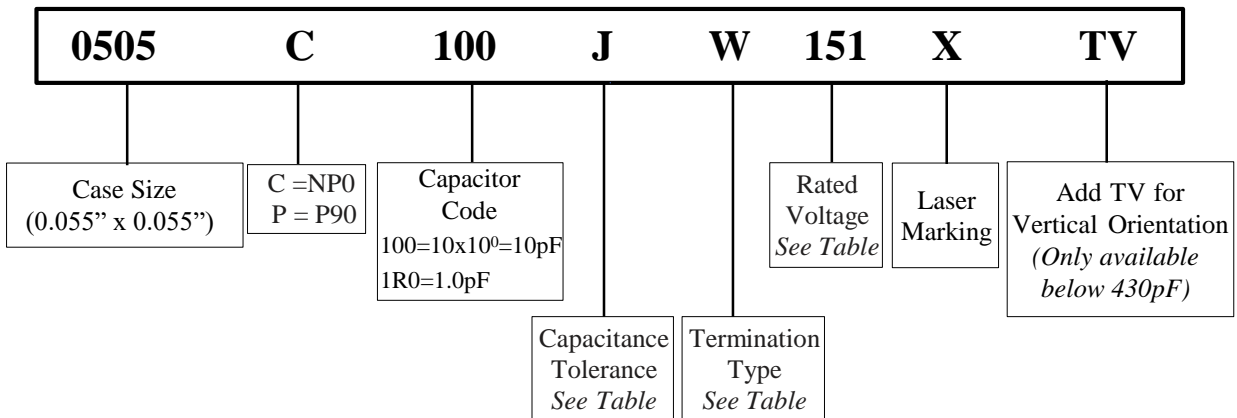 0505 C 100 J W 151 X TV
Case Size
(0.055” x 0.055”)
C =NP0
P = P90
Capacitor
Code
100=10x10⁰=10pF
1R0=1.0pF
Capacitance
Tolerance
See Table
Termination
Type
See Table
Rated
Voltage
See Table
Laser
Marking
Add TV for
Vertical Orientation
(Only available
below 430pF)